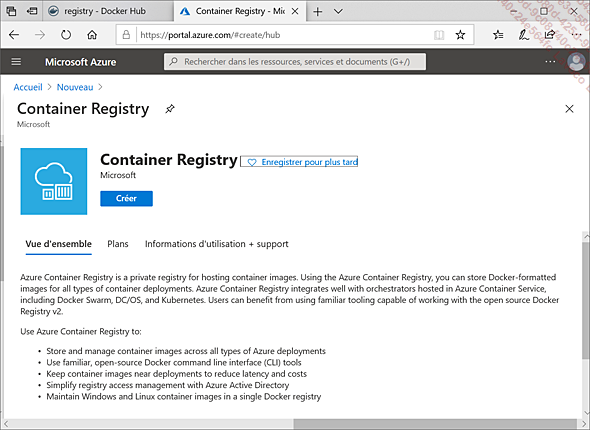 registry - Docker Hub
Container Registry - Mic
https://portal.azure.com/#create/hub
Microsoft Azure
Rechercher dans les ressources, services et documents (G+/)
Accueil > Nouveau >
Container Registry
Microsoft
Container Registry
Enregistrer pour plus tard
Microsoft
Créer
Vue d'ensemble Plans Informations d'utilisation + support
Azure Container Registry is a private registry for hosting container images. Using the Azure Container Registry, you can store Docker-formatted
images for all types of container deployments. Azure Container Registry integrates well with orchestrators hosted in Azure Container Service,
including Docker Swarm, DC/OS, and Kubernetes. Users can benefit from using familiar tooling capable of working with the open source Docker
Registry v2.
Use Azure Container Registry to:
• Store and manage container images across all types of Azure deployments
• Use familiar, open-source Docker command line interface (CLI) tools
• Keep container images near deployments to reduce latency and costs
• Simplify registry access management with Azure Active Directory
• Maintain Windows and Linux container images in a single Docker registry